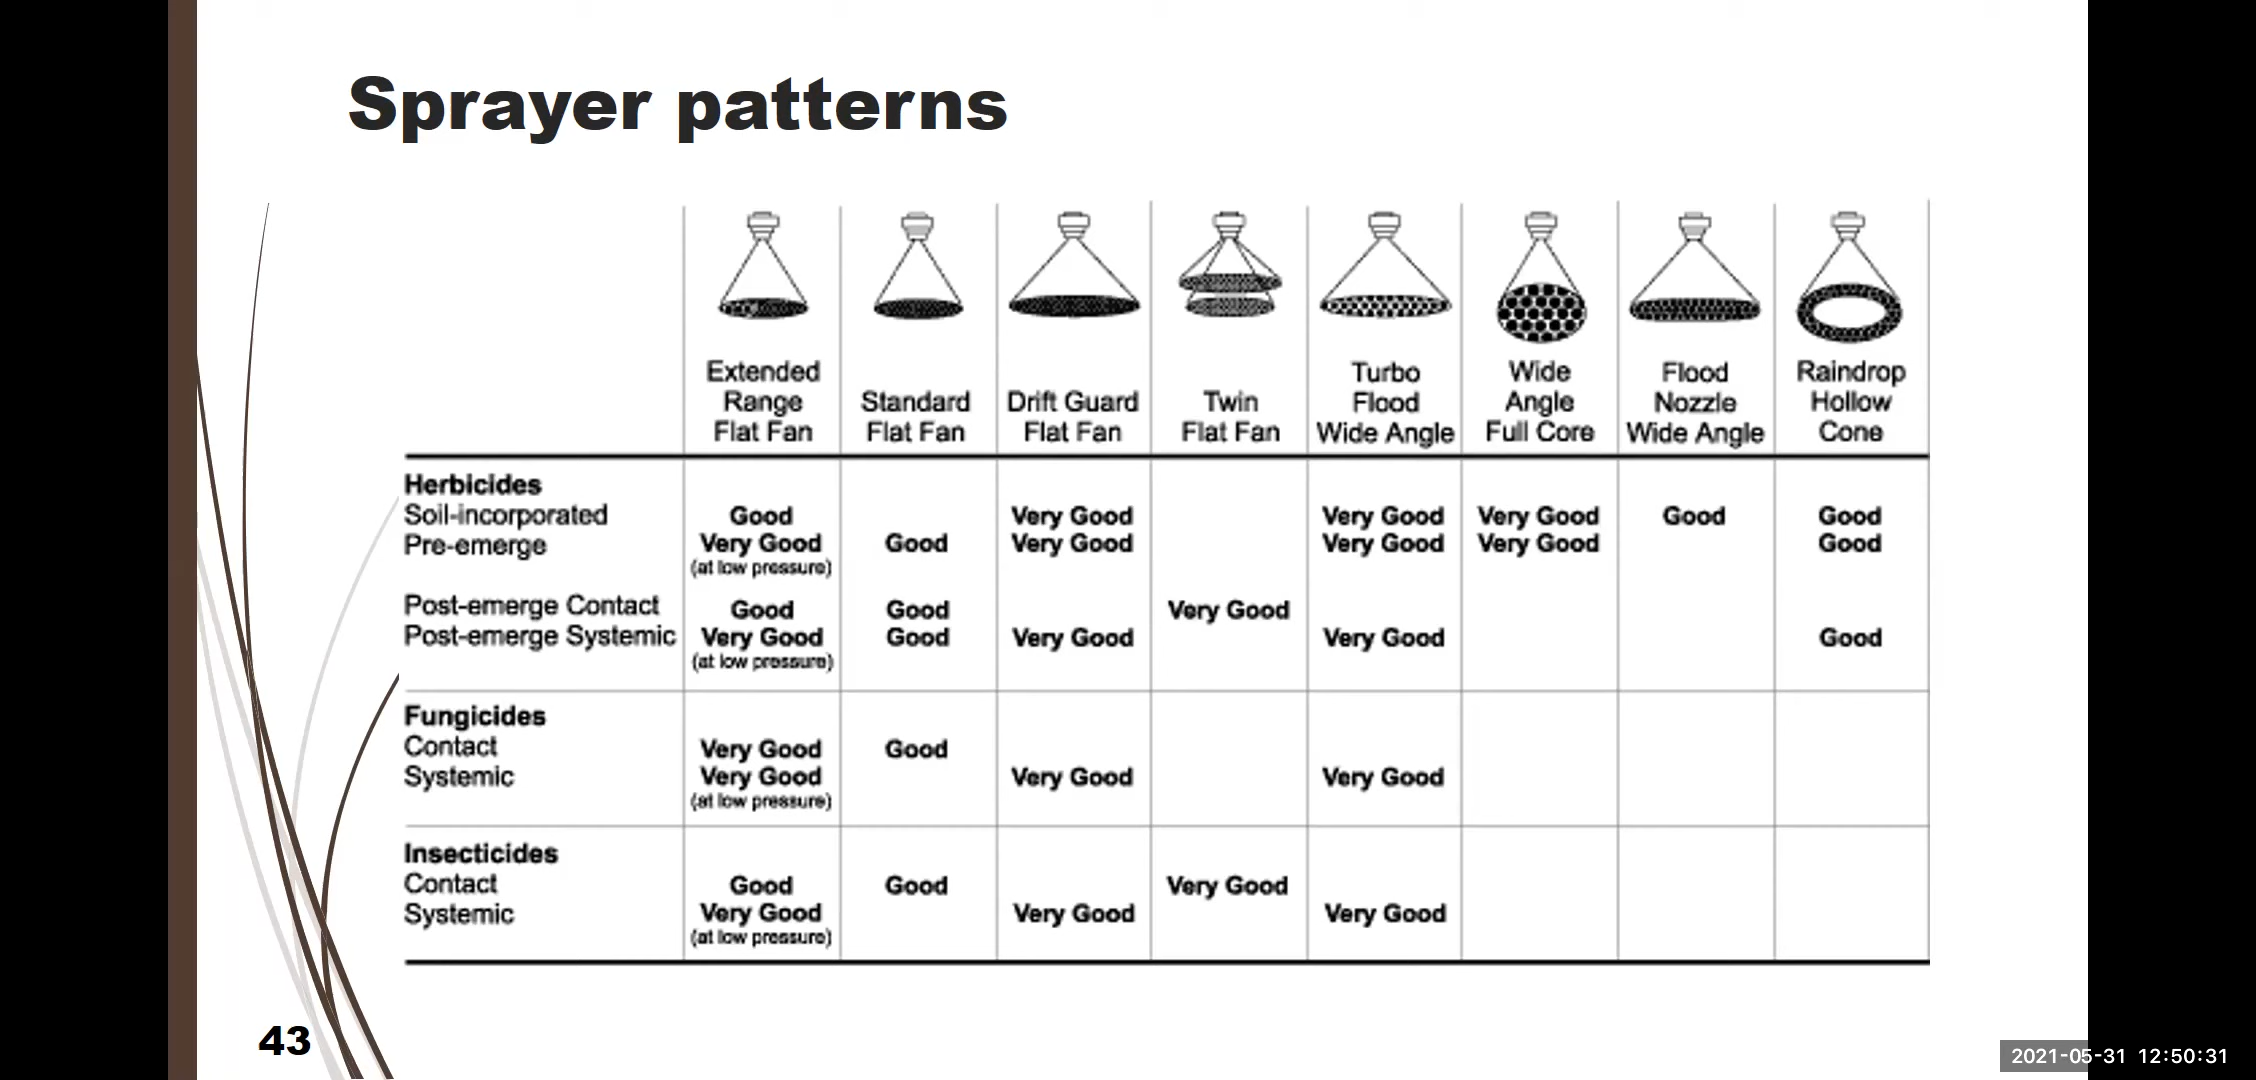 Sprayer patterns
Extended Range Flat Fan
Standard Flat Fan
Drift Guard Flat Fan
Twin Flat Fan
Turbo Flood Wide Angle
Wide Angle Full Core
Flood Nozzle Wide Angle
Raindrop Hollow Cone
Herbicides
Soil-incorporated Good Very Good Very Good Very Good Good Good
Pre-emerge Very Good Good Very Good Very Good Very Good Good
(at low pressure)
Post-emerge Contact Good Good Very Good
Post-emerge Systemic Very Good Good Very Good Very Good Good
(at low pressure)
Fungicides
Contact Very Good Good
Systemic Very Good Very Good Very Good
(at low pressure)
Insecticides
Contact Good Good Very Good
Systemic Very Good Very Good Very Good
(at low pressure)
43
2021-05-31 12:50:31